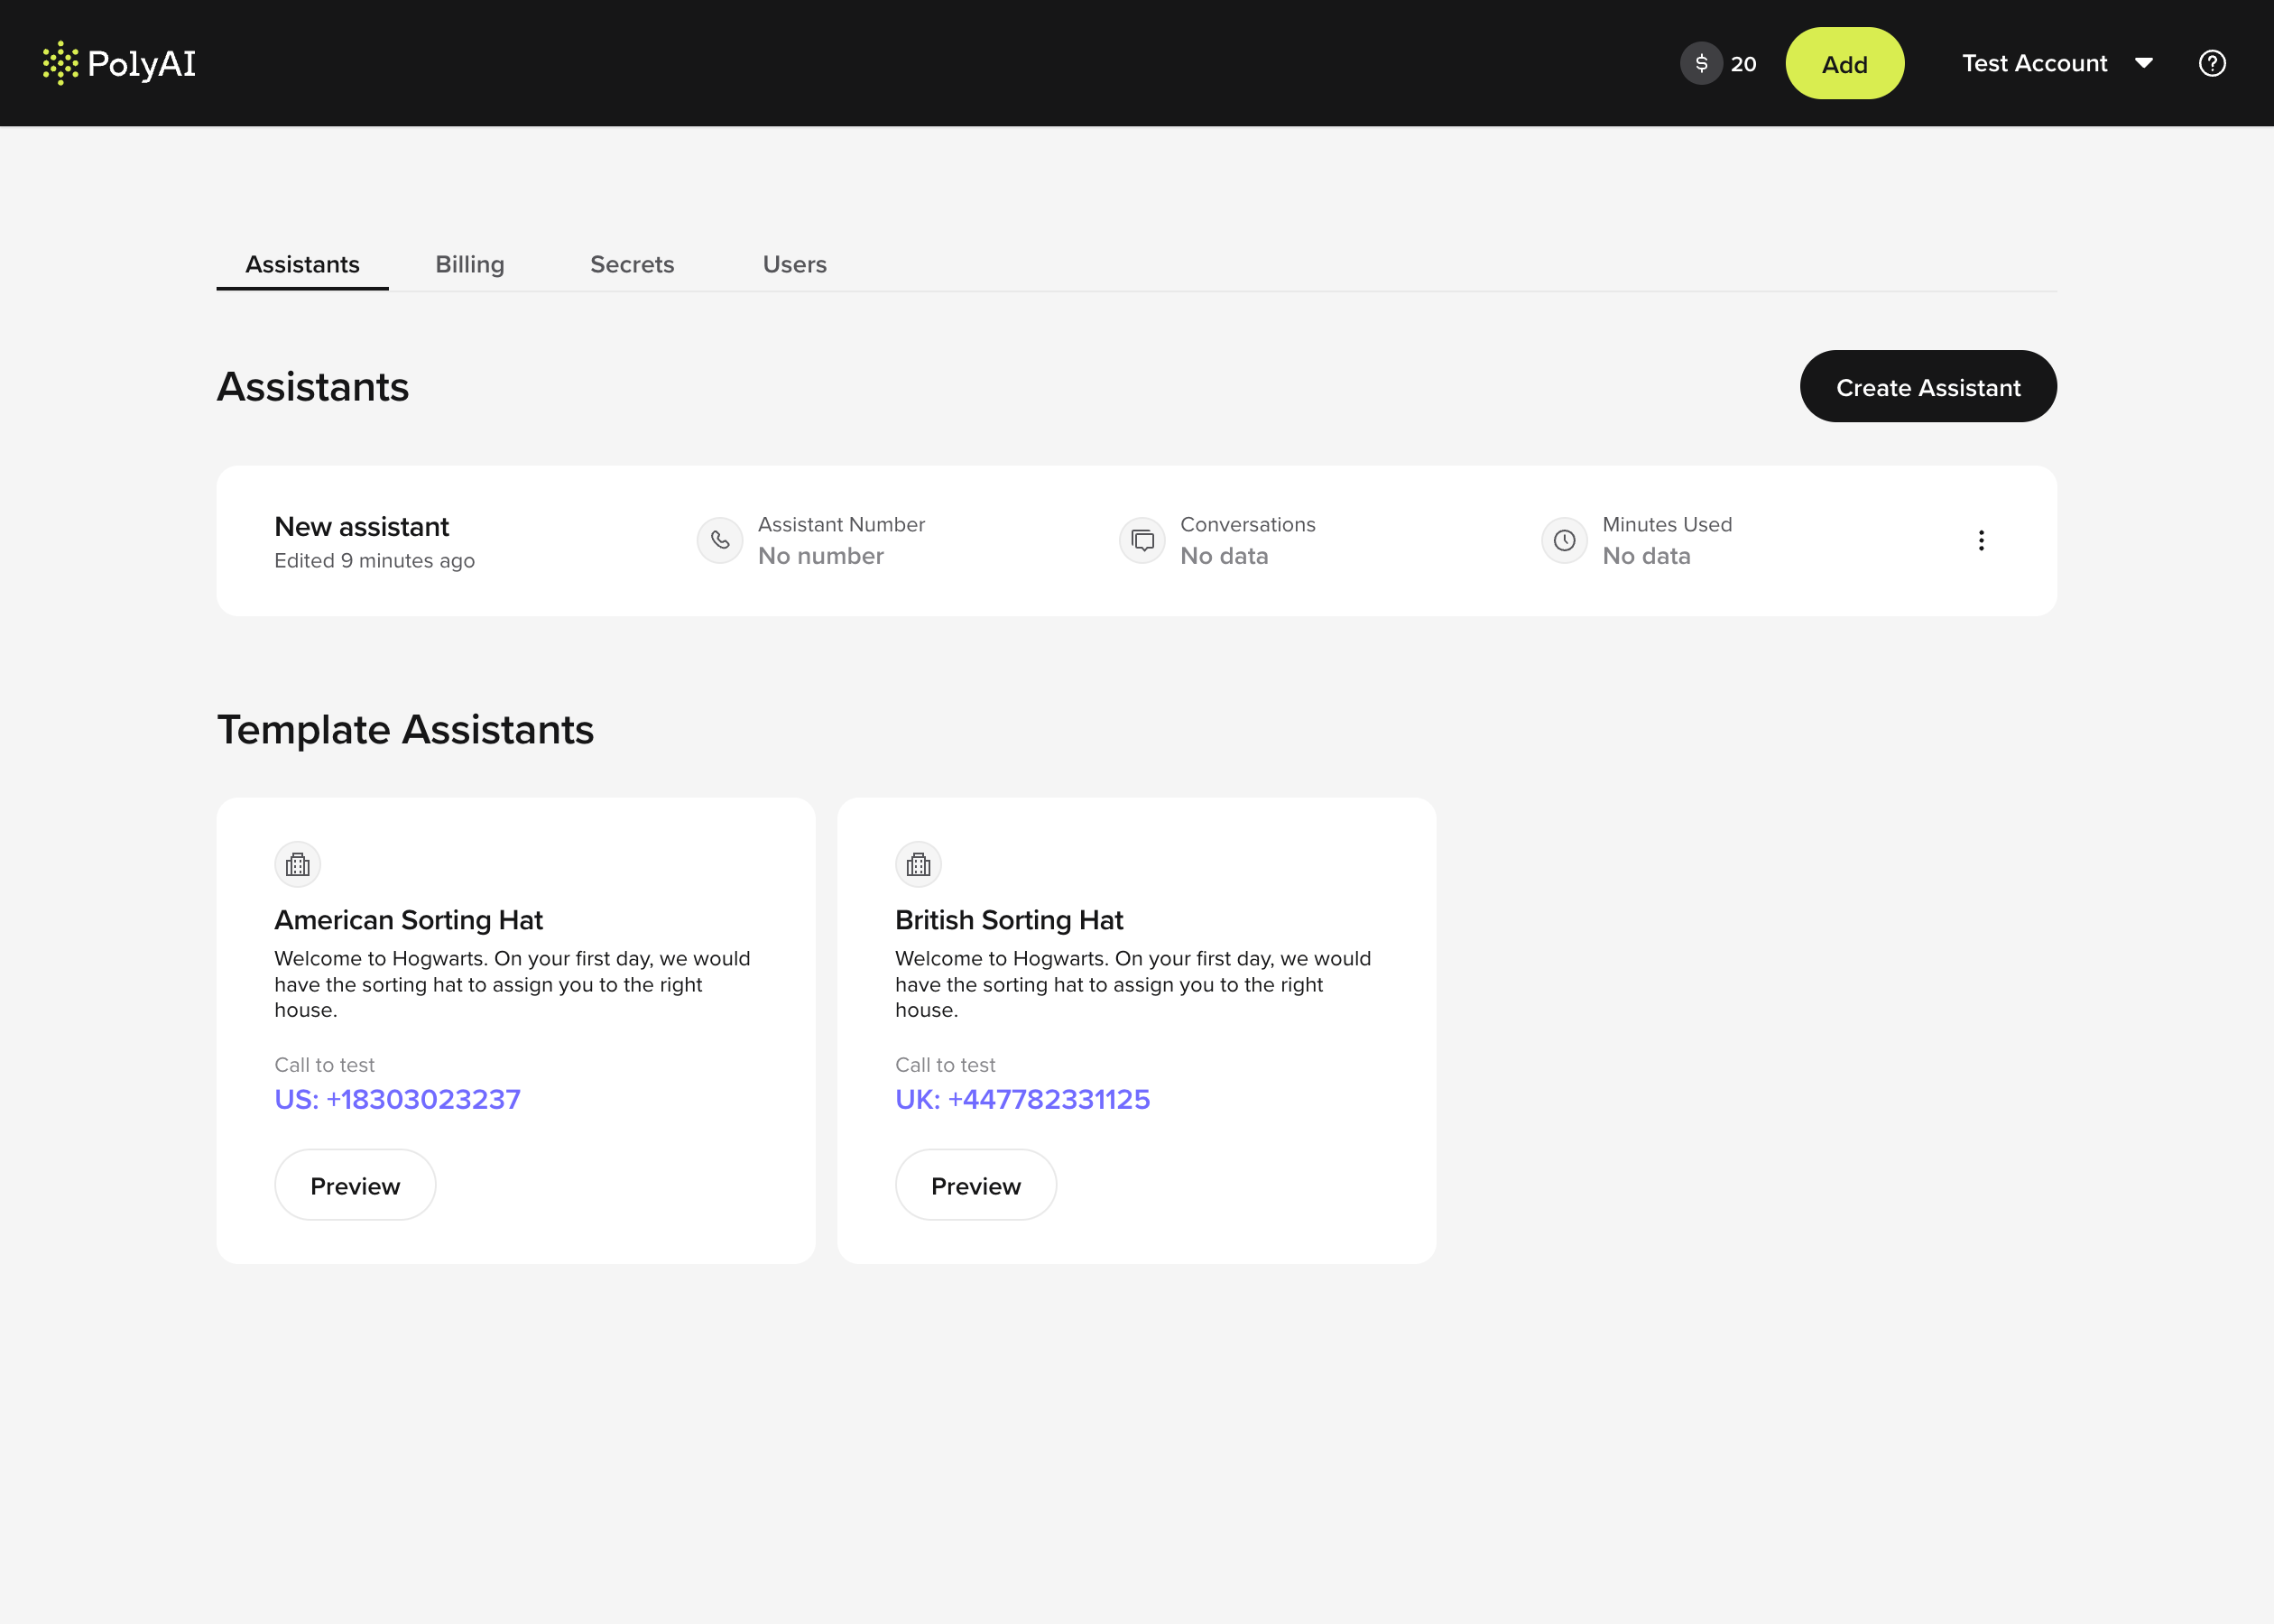 PolyAI
$ 20
Add
Test Account
?
Assistants
Billing
Secrets
Users
Assistants
Create Assistant
New assistant
Edited 9 minutes ago
Assistant Number
No number
Conversations
No data
Minutes Used
No data
Template Assistants
American Sorting Hat
Welcome to Hogwarts. On your first day, we would
have the sorting hat to assign you to the right
house.
Call to test
US: +18303023237
Preview
British Sorting Hat
Welcome to Hogwarts. On your first day, we would
have the sorting hat to assign you to the right
house.
Call to test
UK: +447782331125
Preview